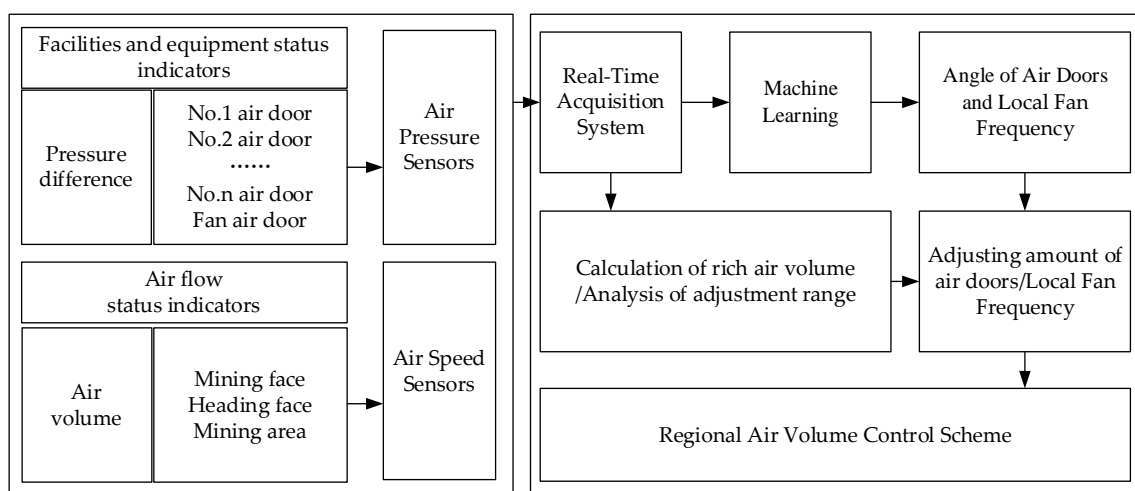 Facilities and equipment status
indicators
Pressure
difference
No.1 air door
No.2 air door
......
No.n air door
Fan air door
Air
Pressure
Sensors
Air flow
status indicators
Air
volume
Mining face
Heading face
Mining area
Air Speed
Sensors
Real-Time
Acquisition
System
Machine
Learning
Angle of Air Doors
and Local Fan
Frequency
Calculation of rich air volume
/Analysis of adjustment range
Adjusting amount of
air doors/Local Fan
Frequency
Regional Air Volume Control Scheme